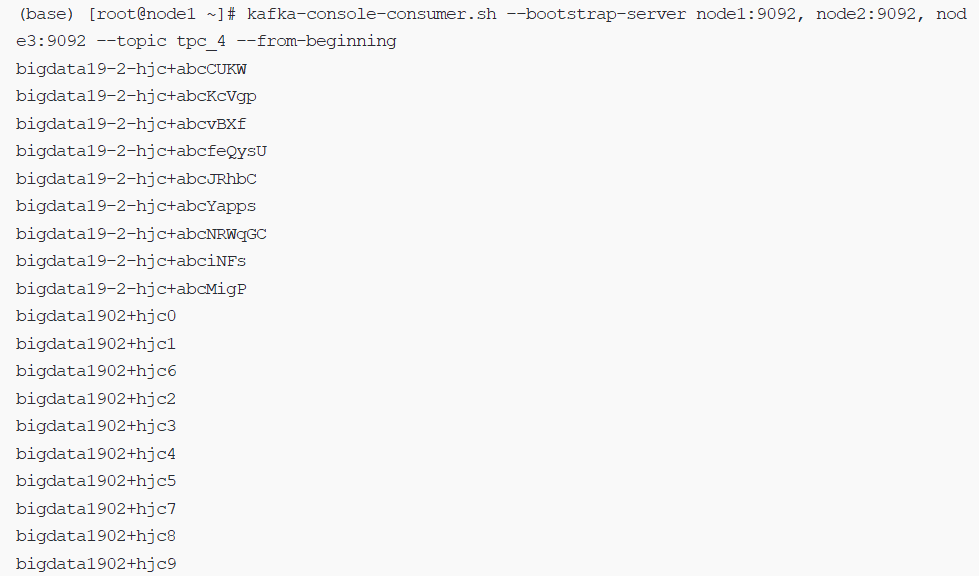 (base) [root@node1 ~]# kafka-console-consumer.sh --bootstrap-server node1:9092, node2:9092, nod
e3:9092 --topic tpc_4 --from-beginning
bigdata19-2-hjc+abcCUKW
bigdata19-2-hjc+abcKcVgp
bigdata19-2-hjc+abcvBXf
bigdata19-2-hjc+abcfeQysU
bigdata19-2-hjc+abcJRhbC
bigdata19-2-hjc+abcYapps
bigdata19-2-hjc+abcNRWqGC
bigdata19-2-hjc+abciNFs
bigdata19-2-hjc+abcMigP
bigdata1902+hjc0
bigdata1902+hjc1
bigdata1902+hjc6
bigdata1902+hjc2
bigdata1902+hjc3
bigdata1902+hjc4
bigdata1902+hjc5
bigdata1902+hjc7
bigdata1902+hjc8
bigdata1902+hjc9